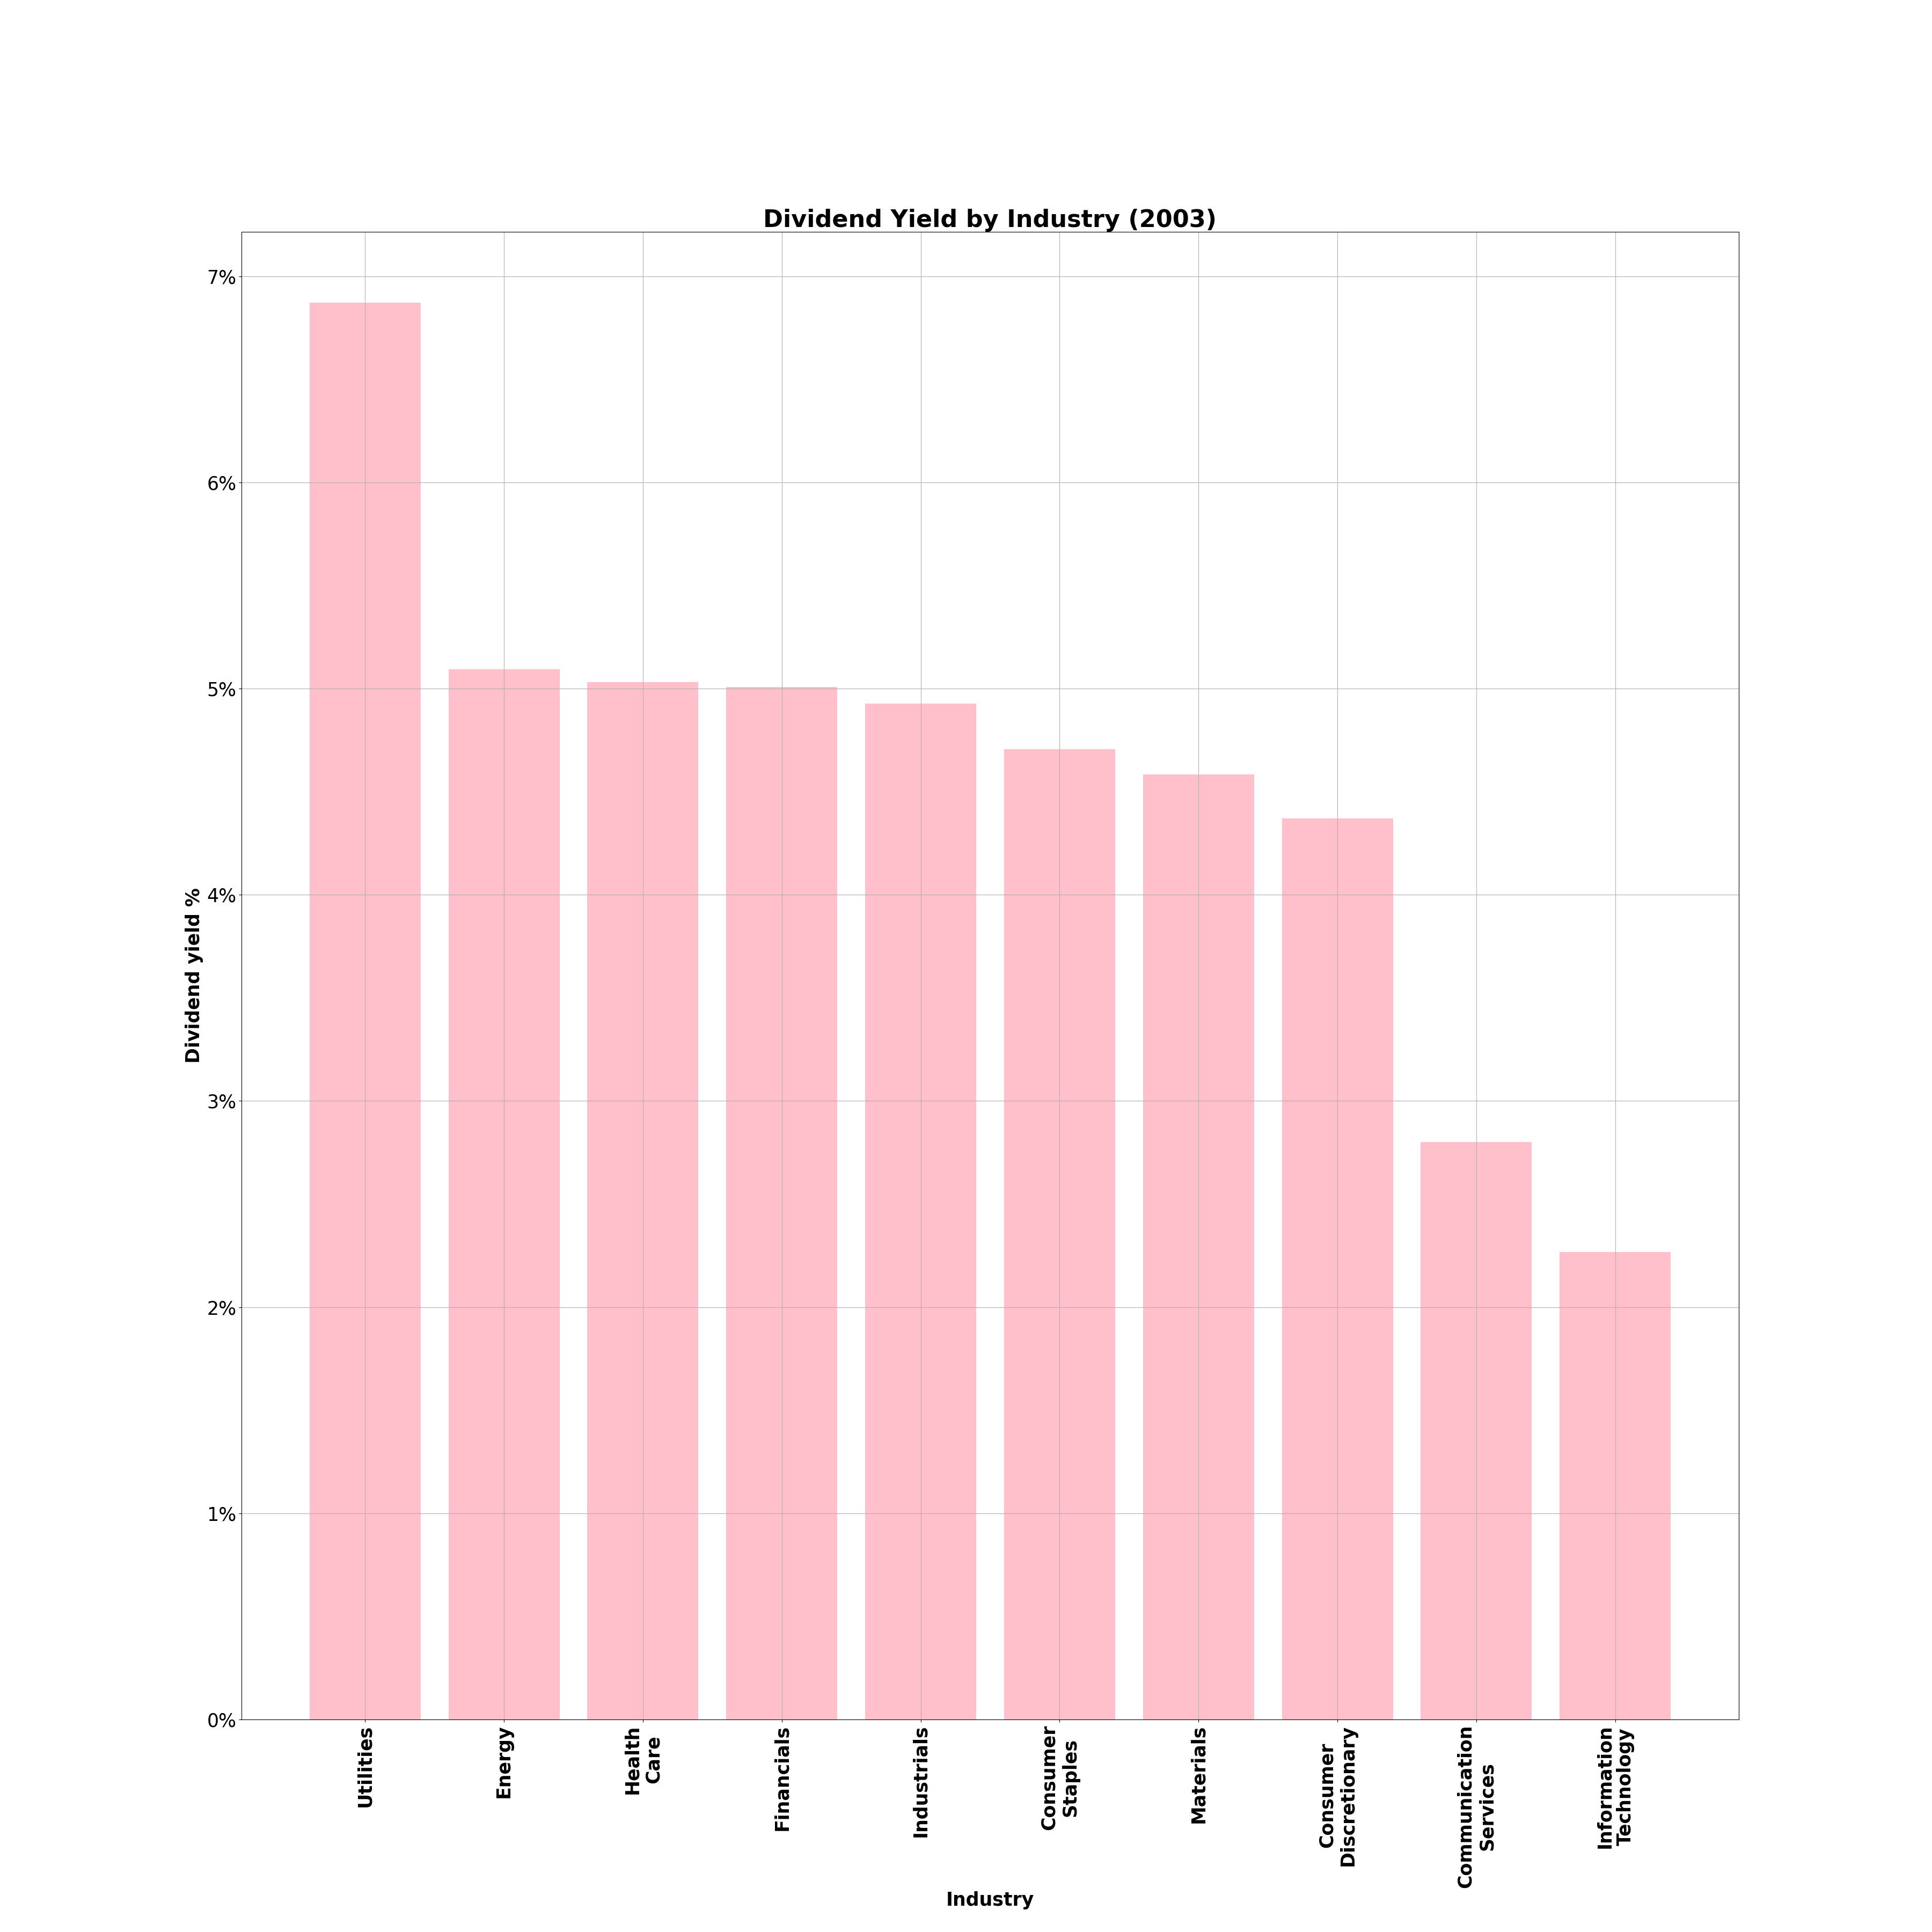 Dividend Yield by Industry (2003)
7%
6%
5%
4%
3%
2%
1%
0%
Dividend yield %
Utilities
Energy
Health
Care
Financials
Industrials
Consumer
Staples
Materials
Consumer
Discretionary
Communication
Services
Information
Technology
Industry